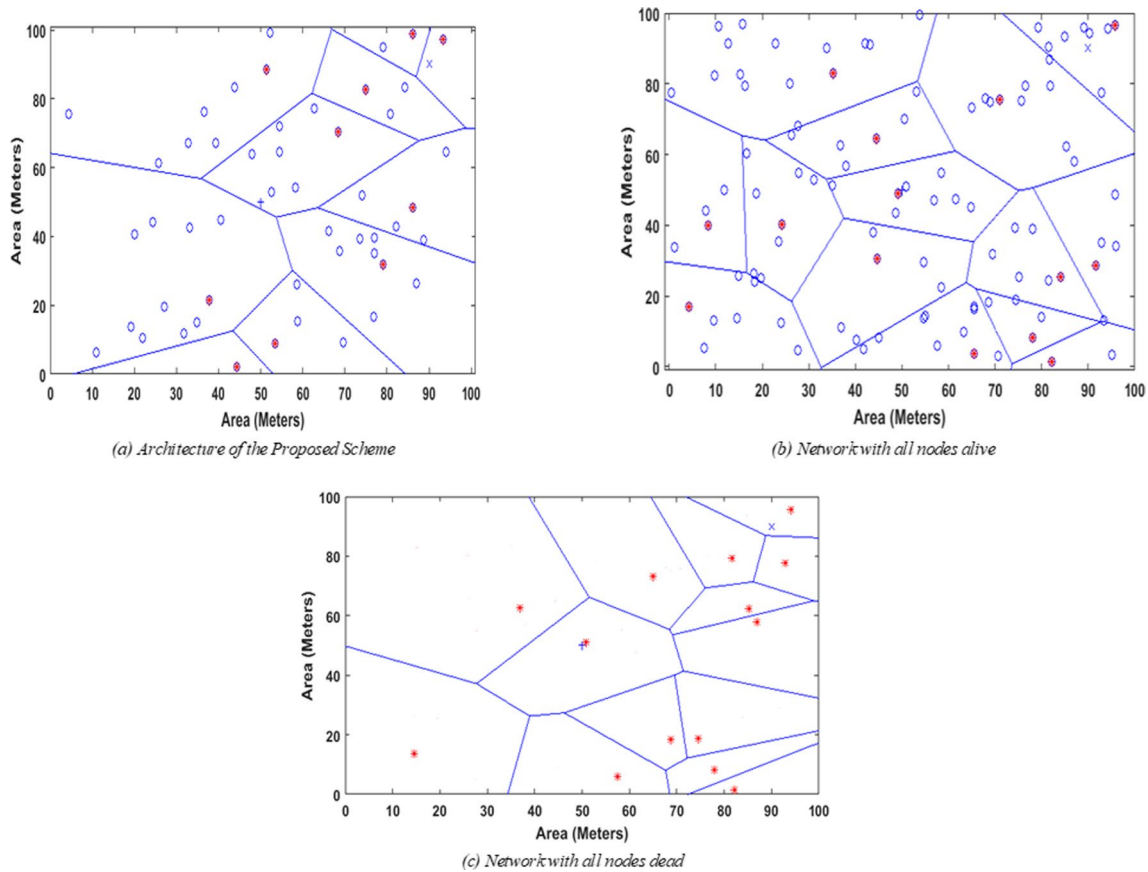 100
80
60
40
20
0
Area (Meters)
0 10 20 30 40 50 60 70 80 90 100
Area (Meters)
(a) Architecture of the Proposed Scheme
100
80
60
40
20
0
Area (Meters)
0 10 20 30 40 50 60 70 80 90 100
Area (Meters)
(b) Network with all nodes alive
100
80
60
40
20
0
Area (Meters)
0 10 20 30 40 50 60 70 80 90 100
Area (Meters)
(c) Network with all nodes dead